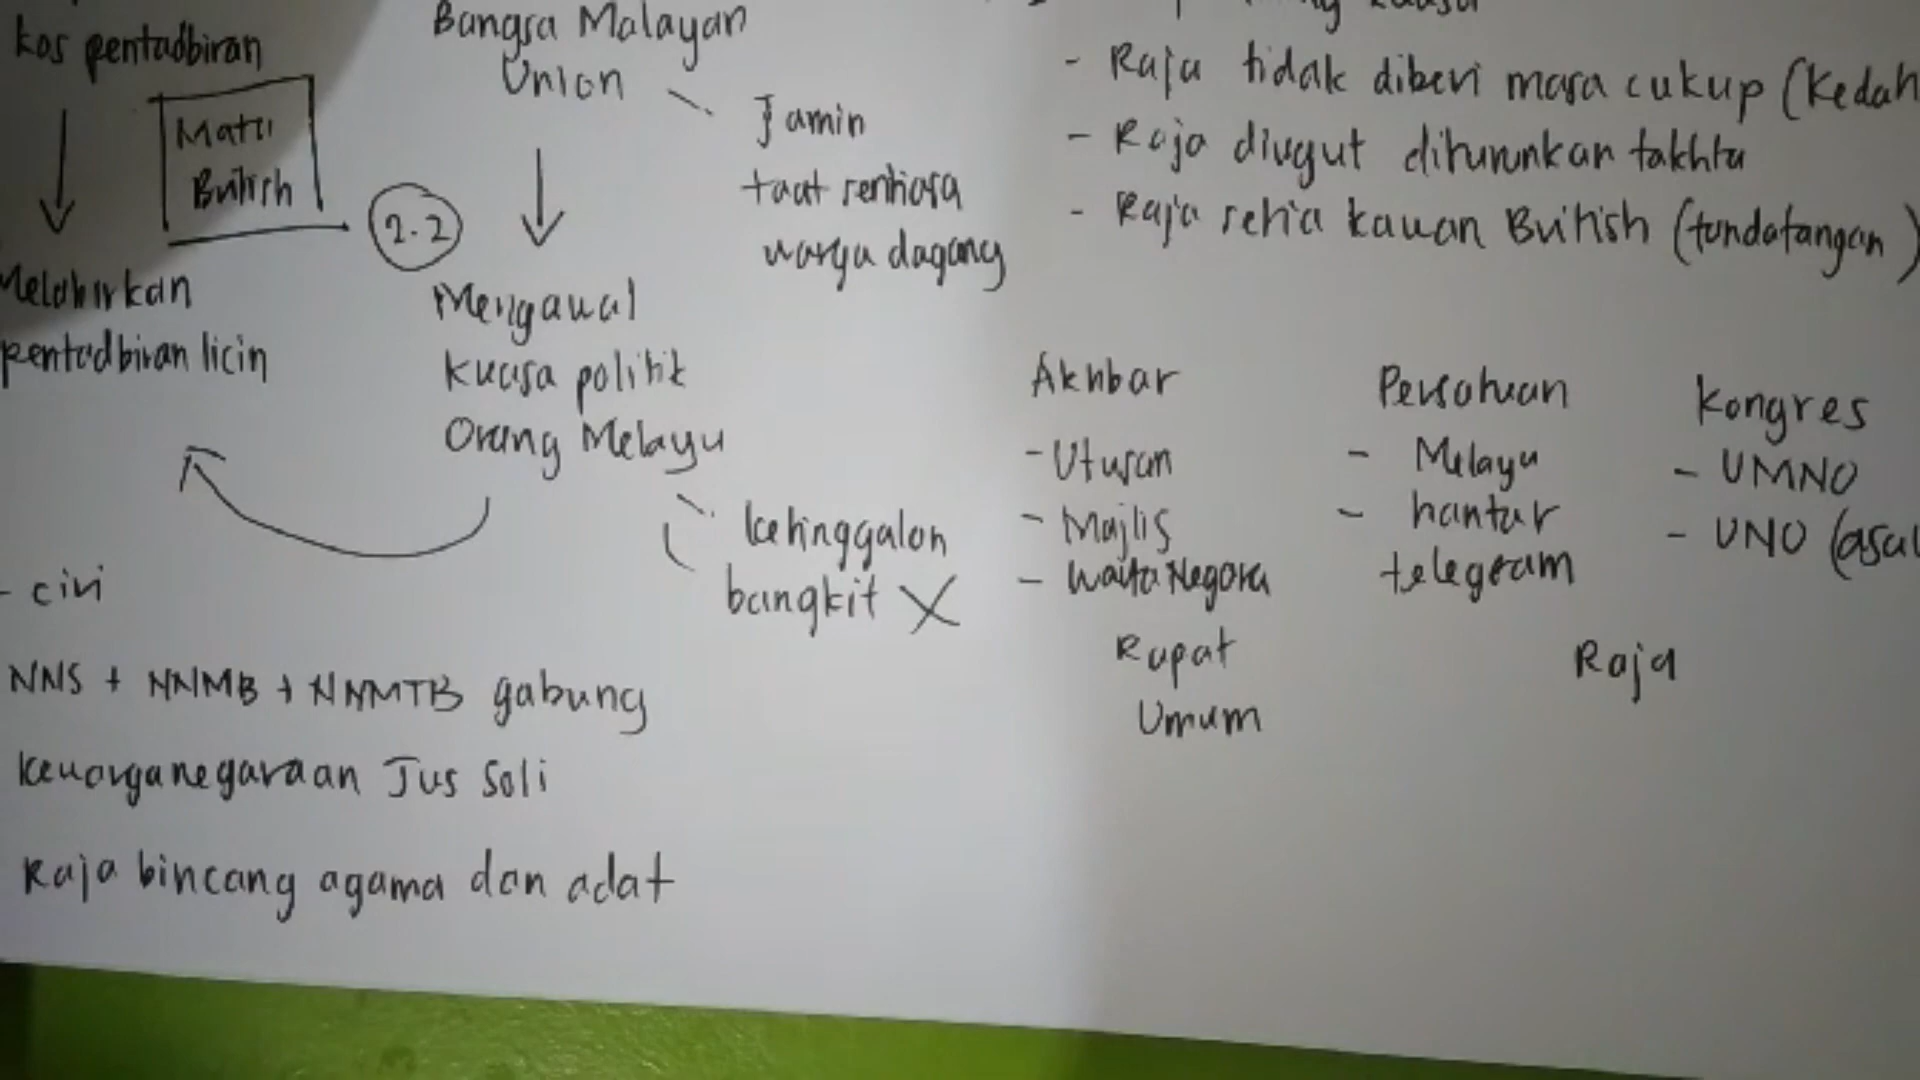 kos pentadbiran
Mata
British
Melahirkan
pentadbiran licin
Bangsa Malayan
Union
Jamin
taat sentiasa
warga dagang
2.2
Mengawal
kuasa politik
Orang Melayu
ketinggalan
bangkit X
- ciri
NNS + NNMB + NNMTB gabung
kewarganegaraan Jus Soli
Raja bincang agama dan adat
- Raja tidak diberi masa cukup (Kedah
- Raja diugut diturunkan takhta
- Raja setia kawan British (tandatangan)
Akhbar
- Utusan
- Majlis
- Warta Negara
Persatuan
- Melayu
- hantar
telegram
Kongres
- UMNO
- UNO (asal
Rapat
Umum
Raja